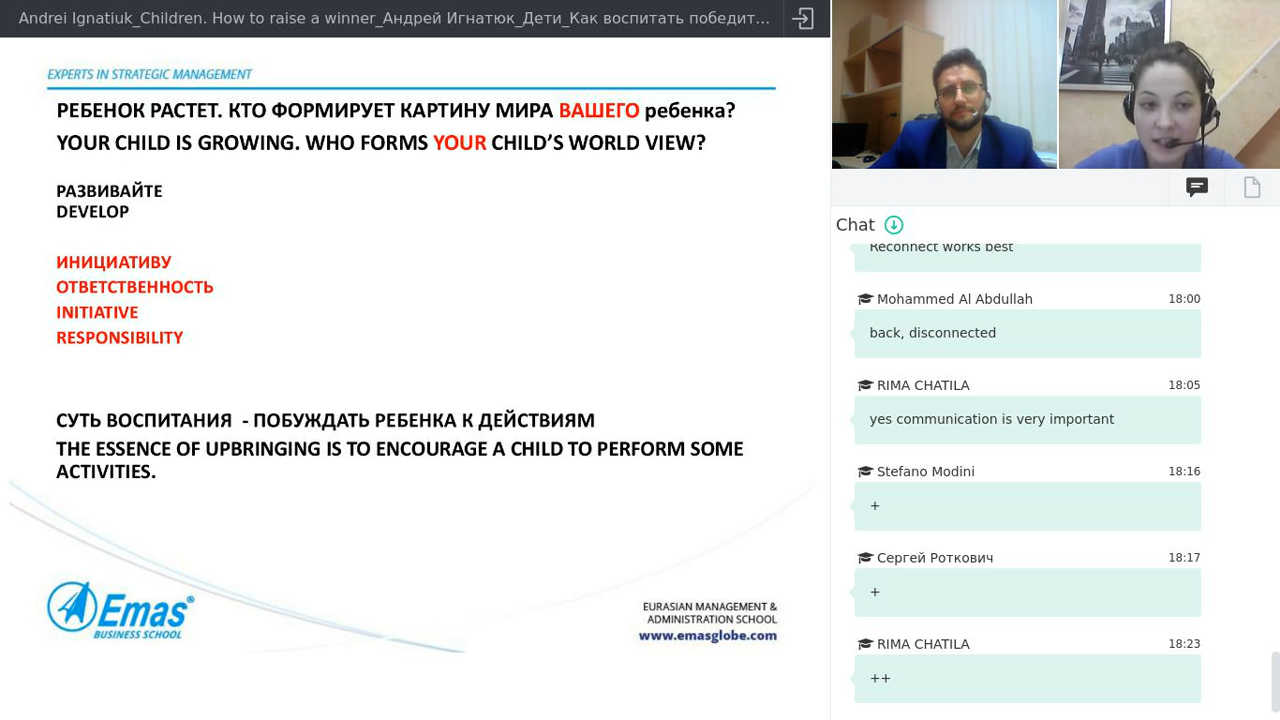 Andrei Ignatiuk_Children. How to raise a winner_Андрей Игнатюк_Дети_Как воспитать победит...
EXPERTS IN STRATEGIC MANAGEMENT
РЕБЕНОК РАСТЕТ. КТО ФОРМИРУЕТ КАРТИНУ МИРА ВАШЕГО ребенка?
YOUR CHILD IS GROWING. WHO FORMS YOUR CHILD’S WORLD VIEW?
РАЗВИВАЙТЕ
DEVELOP
ИНИЦИАТИВУ
ОТВЕТСТВЕННОСТЬ
INITIATIVE
RESPONSIBILITY
СУТЬ ВОСПИТАНИЯ - ПОБУЖДАТЬ РЕБЕНКА К ДЕЙСТВИЯМ
THE ESSENCE OF UPBRINGING IS TO ENCOURAGE A CHILD TO PERFORM SOME
ACTIVITIES.
Emas®
BUSINESS SCHOOL
EURASIAN MANAGEMENT &
ADMINISTRATION SCHOOL
www.emasglobe.com
Chat
Reconnect works best
Mohammed Al Abdullah 18:00
back, disconnected
RIMA CHATILA 18:05
yes communication is very important
Stefano Modini 18:16
+
Сергей Роткович 18:17
+
RIMA CHATILA 18:23
++